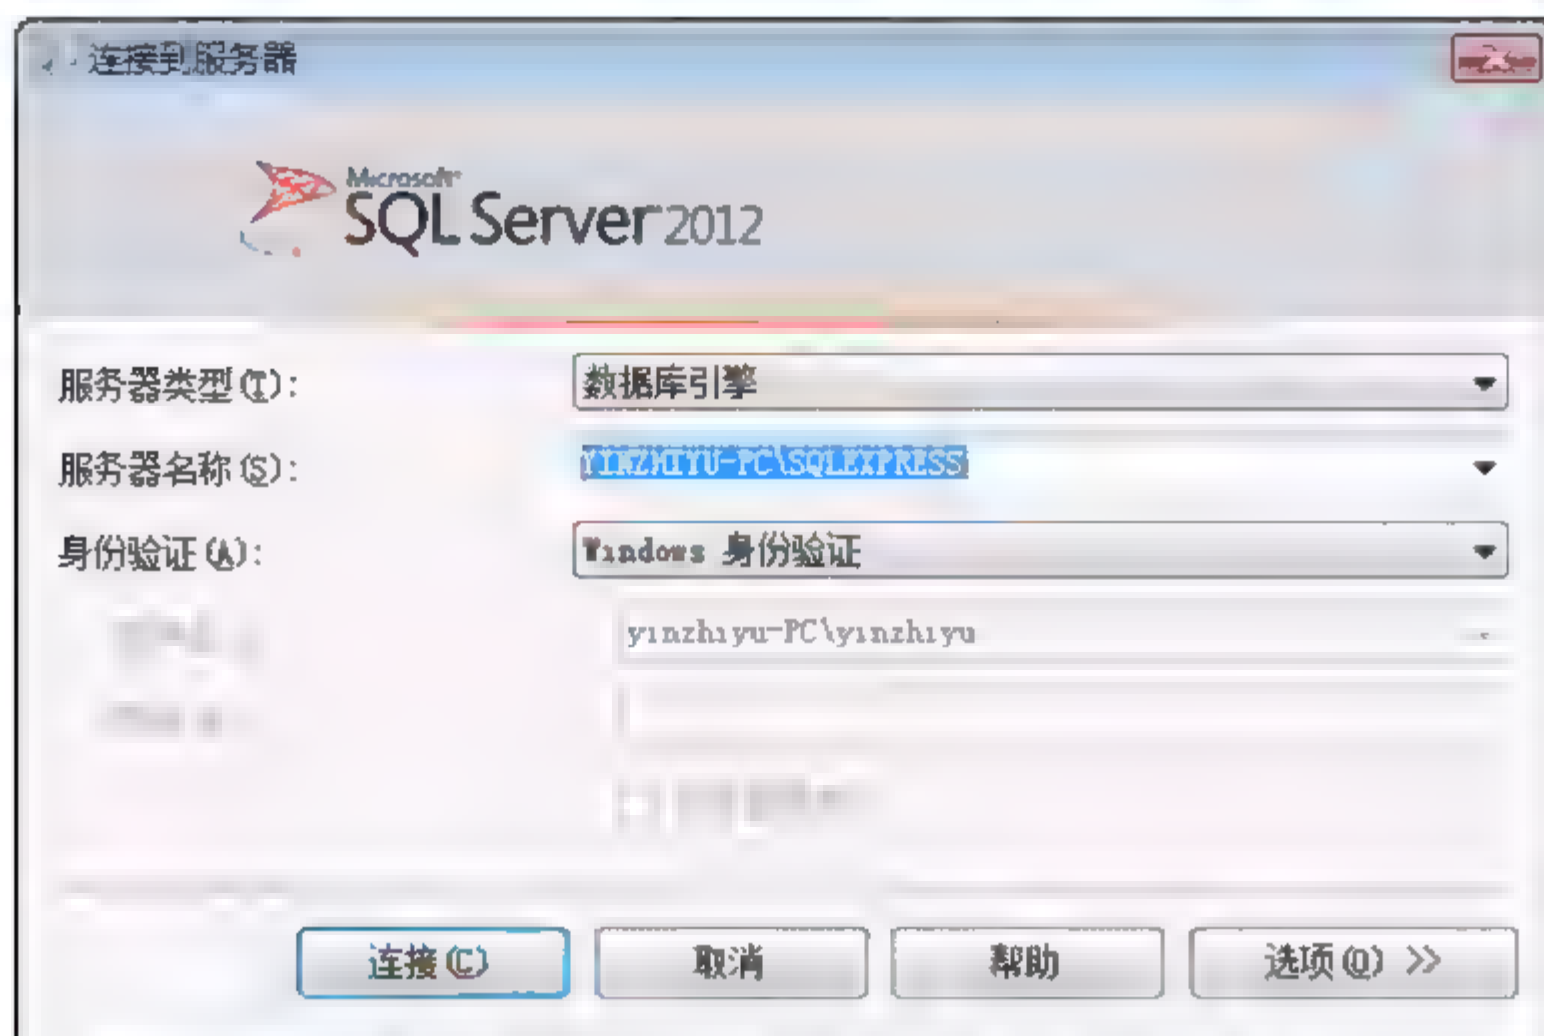 连接到服务器
Microsoft
SQL Server 2012
服务器类型(T): 数据库引擎
服务器名称(S): YINZHIYU-PC\SQLEXPRESS
身份验证(A): Windows 身份验证
yinzhiyu-PC\yinzhiyu
连接(C) 取消 帮助 选项(O) >>